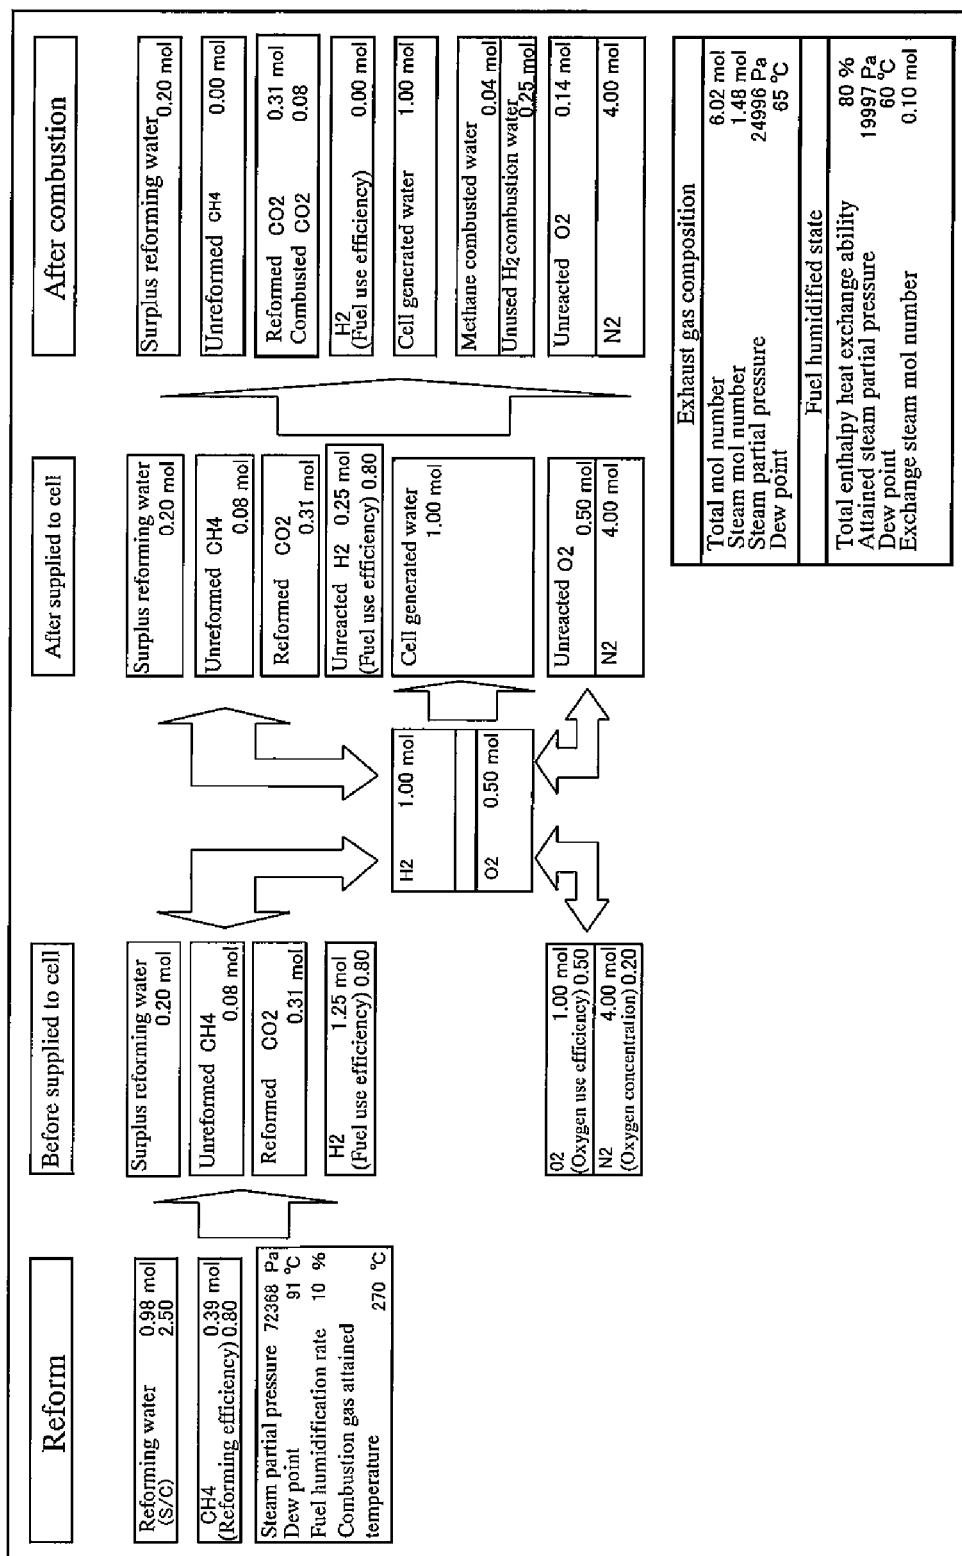 Reform
Reforming water 0.98 mol
(S/C) 2.50
CH4 0.39 mol
(Reforming efficiency) 0.80
Steam partial pressure 72368 Pa
Dew point 91 °C
Fuel humidification rate 10 %
Combustion gas attained
temperature 270 °C
Before supplied to cell
Surplus reforming water
0.20 mol
Unreformed CH4
0.08 mol
Reformed CO2
0.31 mol
H2 1.25 mol
(Fuel use efficiency) 0.80
O2 1.00 mol
(Oxygen use efficiency) 0.50
N2 4.00 mol
(Oxygen concentration) 0.20
H2 1.00 mol
O2 0.50 mol
After supplied to cell
Surplus reforming water
0.20 mol
Unreformed CH4
0.08 mol
Reformed CO2
0.31 mol
Unreacted H2 0.25 mol
(Fuel use efficiency) 0.80
Cell generated water
1.00 mol
Unreacted O2
0.50 mol
N2 4.00 mol
After combustion
Surplus reforming water
0.20 mol
Unreformed CH4 0.00 mol
Reformed CO2 0.31 mol
Combusted CO2 0.08
H2 0.00 mol
(Fuel use efficiency)
Cell generated water 1.00 mol
Methane combusted water
0.04 mol
Unused H2 combustion water
0.25 mol
Unreacted O2 0.14 mol
N2 4.00 mol
Exhaust gas composition
Total mol number 6.02 mol
Steam mol number 1.48 mol
Steam partial pressure 24996 Pa
Dew point 65 °C
Fuel humidified state
Total enthalpy heat exchange ability 80 %
Attained steam partial pressure 19997 Pa
Dew point 60 °C
Exchange steam mol number 0.10 mol